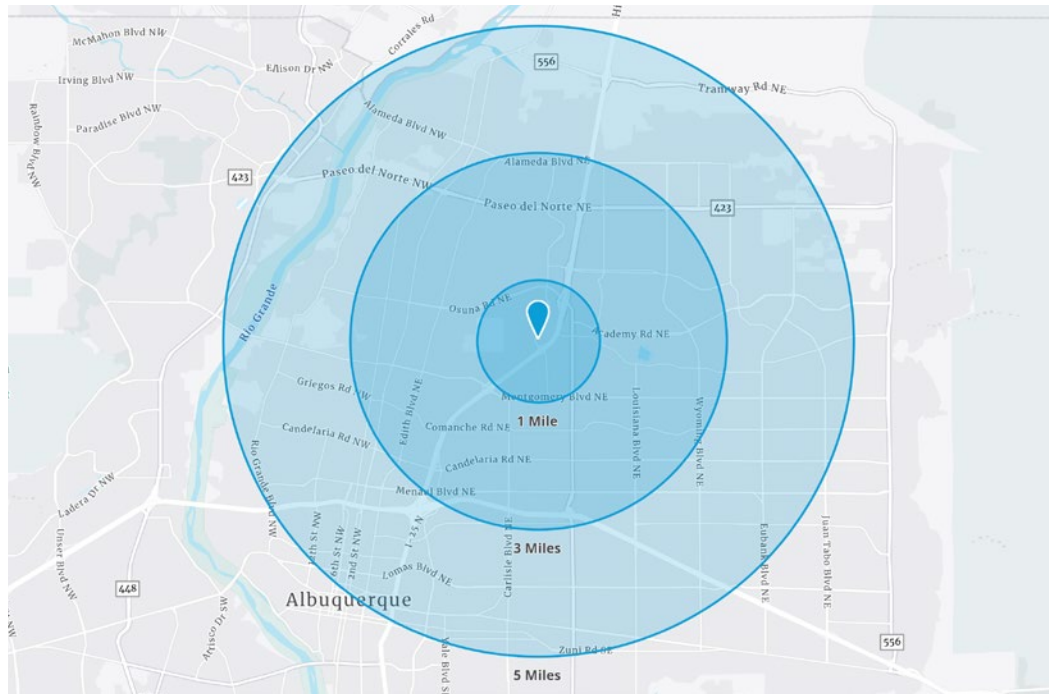 Corrales Rd
McMahon Blvd NW
Ellison Dr NW
556
Irving Blvd NW
Tramway Rd NE
Rainbow Blvd NW
Paradise Blvd NW
Alameda Blvd NW
Alameda Blvd NE
423
Paseo del Norte NW
Paseo del Norte NE
423
Rio Grande
Osuna Rd NE
Academy Rd NE
Griegos Rd NW
Montgomery Blvd NE
Edith Blvd NE
Louisiana Blvd NE
Wyoming Blvd NE
1 Mile
Comanche Rd NE
Candelaria Rd NW
Candelaria Rd NE
Rio Grande Blvd NW
Ladera Dr NW
Menaul Blvd NE
Unser Blvd NW
12th St NW
6th St NW
2nd St NW
I-25 N
Carlisle Blvd NE
Eubank Blvd NE
Juan Tabo Blvd NE
3 Miles
Lomas Blvd NE
448
Albuquerque
Atrisco Dr SW
Yale Blvd S
Zuni Rd SE
556
5 Miles